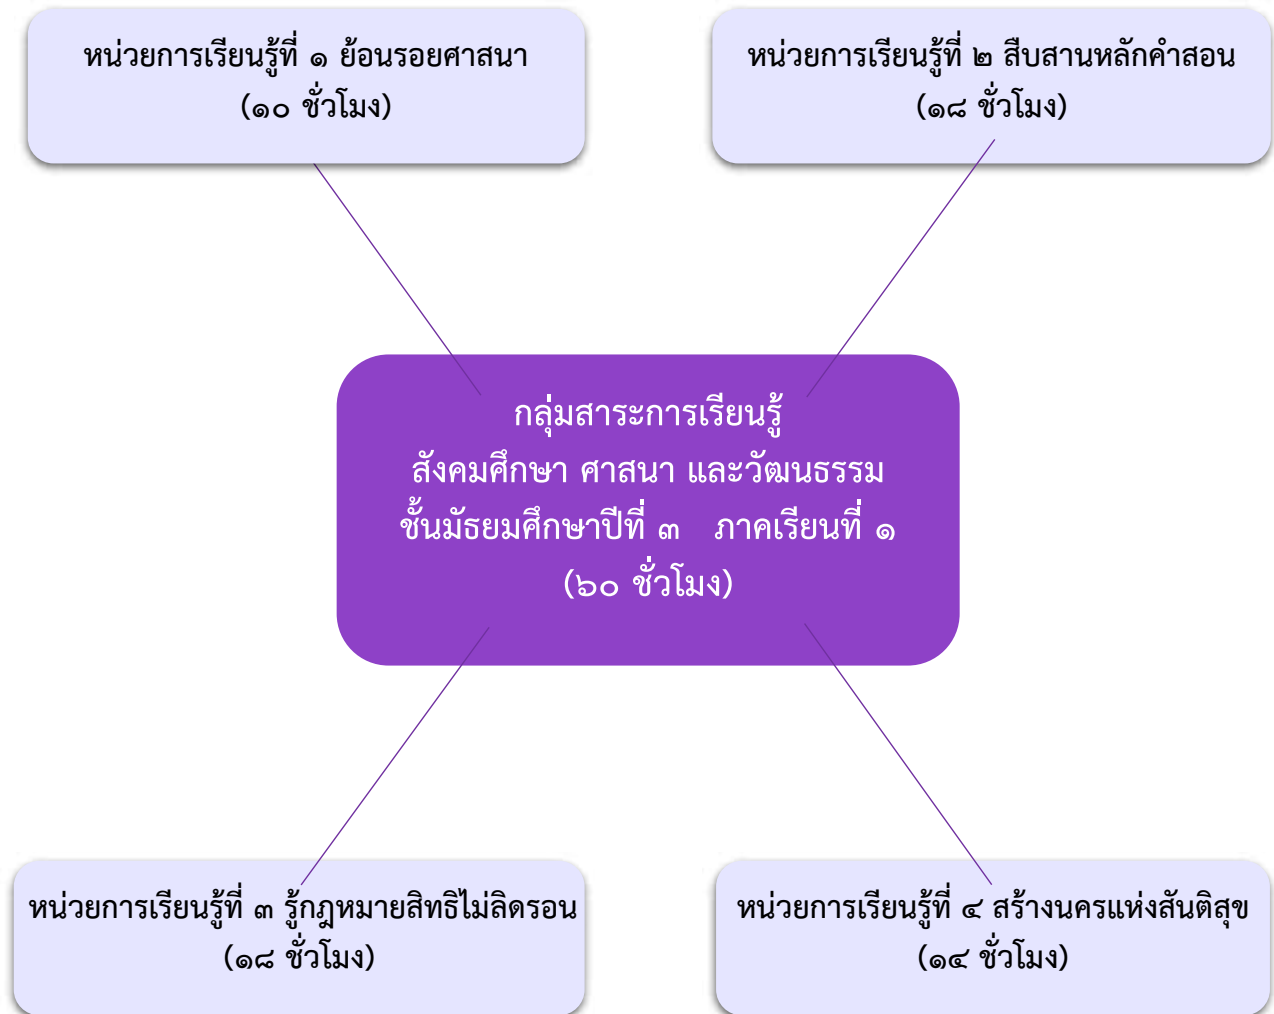 หน่วยการเรียนรู้ที่ ๑ ย้อนรอยศาสนา
(๑๐ ชั่วโมง)
หน่วยการเรียนรู้ที่ ๒ สืบสานหลักคำสอน
(๑๘ ชั่วโมง)
กลุ่มสาระการเรียนรู้
สังคมศึกษา ศาสนา และวัฒนธรรม
ชั้นมัธยมศึกษาปีที่ ๓ ภาคเรียนที่ ๑
(๖๐ ชั่วโมง)
หน่วยการเรียนรู้ที่ ๓ รู้กฎหมายสิทธิไม่ลิดรอน
(๑๘ ชั่วโมง)
หน่วยการเรียนรู้ที่ ๔ สร้างนครแห่งสันติสุข
(๑๔ ชั่วโมง)